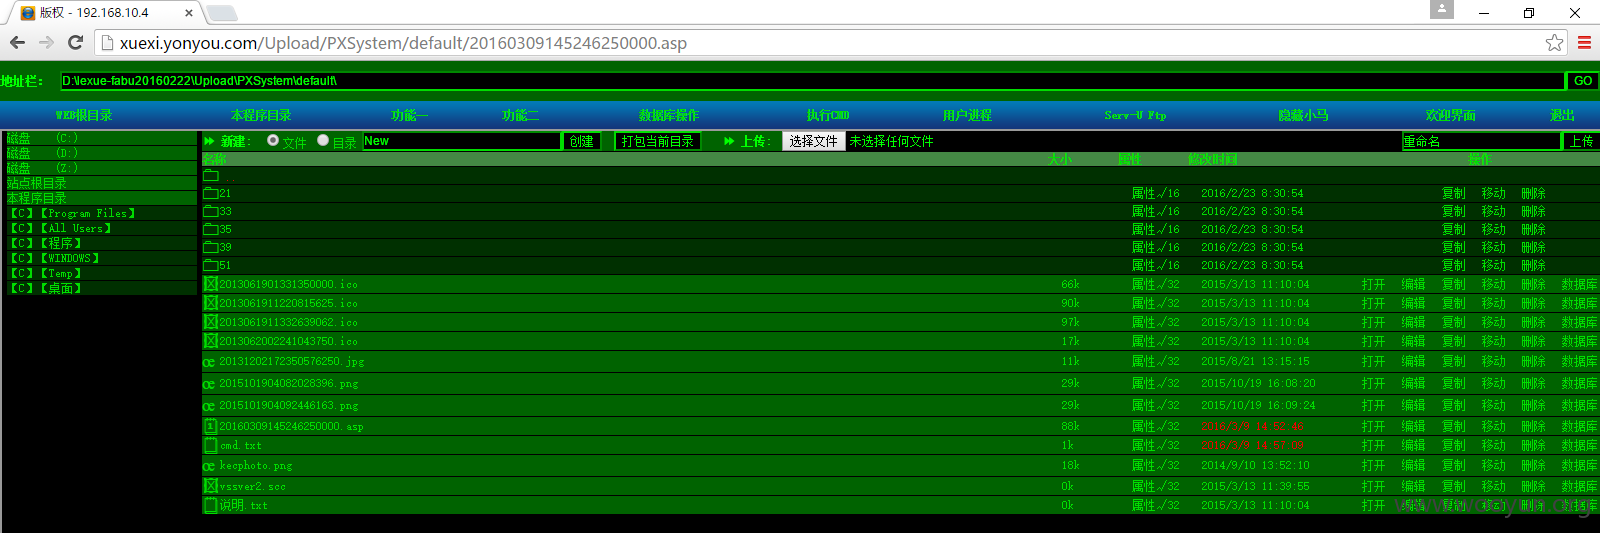 版权 - 192.168.10.4
xuexi.yonyou.com/Upload/PXSystem/default/20160309145246250000.asp
地址栏： D:\lexue-fabu20160222\Upload\PXSystem\default\ GO
WEB根目录 本程序目录 功能一 功能二 数据库操作 执行CMD 用户进程 Serv-U Ftp 隐藏小马 欢迎界面 退出
磁盘 (C:)
磁盘 (D:)
磁盘 (Z:)
站点根目录
本程序目录
【C】【Program Files】
【C】【All Users】
【C】【程序】
【C】【WINDOWS】
【C】【Temp】
【C】【桌面】
新建： 文件 目录 New 创建 打包当前目录 上传： 选择文件 未选择任何文件 重命名 上传
名称 大小 属性 修改时间 操作
21 属性√/16 2016/2/23 8:30:54 复制 移动 删除
33 属性√/16 2016/2/23 8:30:54 复制 移动 删除
35 属性√/16 2016/2/23 8:30:54 复制 移动 删除
39 属性√/16 2016/2/23 8:30:54 复制 移动 删除
51 属性√/16 2016/2/23 8:30:54 复制 移动 删除
2013061901331350000.ico 66k 属性√/32 2015/3/13 11:10:04 打开 编辑 复制 移动 删除 数据库
2013061911220815625.ico 90k 属性√/32 2015/3/13 11:10:04 打开 编辑 复制 移动 删除 数据库
2013061911332639062.ico 97k 属性√/32 2015/3/13 11:10:04 打开 编辑 复制 移动 删除 数据库
2013062002241043750.ico 17k 属性√/32 2015/3/13 11:10:04 打开 编辑 复制 移动 删除 数据库
20131202172350576250.jpg 11k 属性√/32 2015/8/21 13:15:15 打开 编辑 复制 移动 删除 数据库
2015101904082028396.png 29k 属性√/32 2015/10/19 16:08:20 打开 编辑 复制 移动 删除 数据库
2015101904092446163.png 29k 属性√/32 2015/10/19 16:09:24 打开 编辑 复制 移动 删除 数据库
20160309145246250000.asp 88k 属性√/32 2016/3/9 14:52:46 打开 编辑 复制 移动 删除 数据库
cmd.txt 1k 属性√/32 2016/3/9 14:57:09 打开 编辑 复制 移动 删除 数据库
kecphoto.png 18k 属性√/32 2014/9/10 13:52:10 打开 编辑 复制 移动 删除 数据库
vssver2.scc 0k 属性√/32 2015/3/13 11:39:55 打开 编辑 复制 移动 删除 数据库
说明.txt 0k 属性√/32 2015/3/13 11:10:04 打开 编辑 复制 移动 删除 数据库